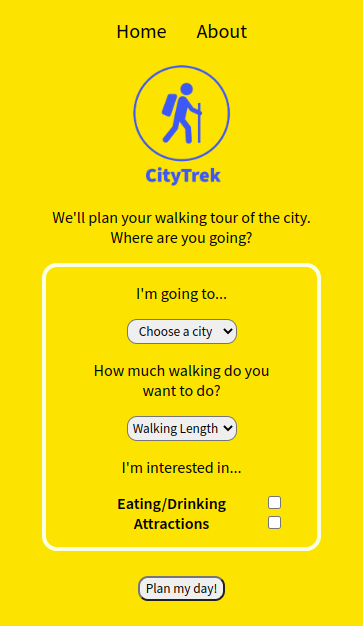 Home About
CityTrek
We'll plan your walking tour of the city.
Where are you going?
I'm going to...
Choose a city
How much walking do you
want to do?
Walking Length
I'm interested in...
Eating/Drinking
Attractions
Plan my day!